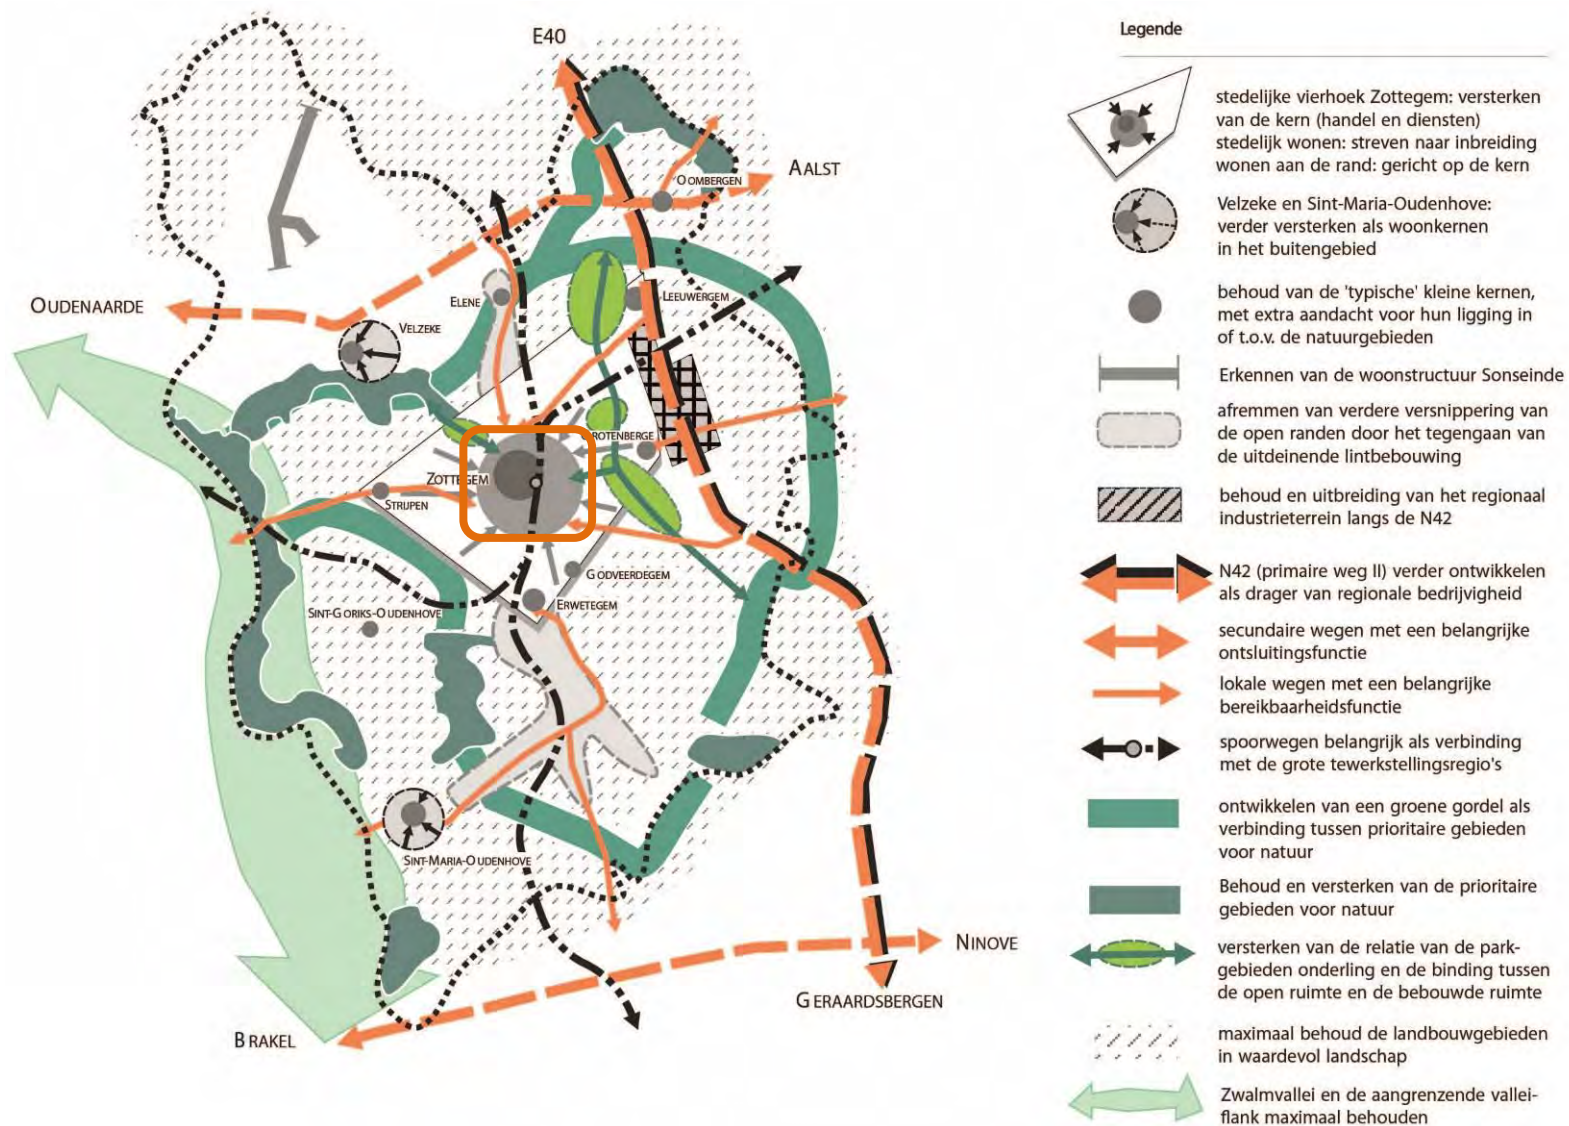 E40
AALST
OOMBERGEN
ELENE
LEEUWERGEM
OUDENAARDE
VELZEKE
GROTENBERGE
ZOTTEGEM
STRIJPEN
GODVEERDEGEM
ERWETEGEM
SINT-GORIKS-OUDENHOVE
SINT-MARIA-OUDENHOVE
NINOVE
GERAARDSBERGEN
BRAKEL
Legende
stedelijke vierhoek Zottegem: versterken
van de kern (handel en diensten)
stedelijk wonen: streven naar inbreiding
wonen aan de rand: gericht op de kern
Velzeke en Sint-Maria-Oudenhove:
verder versterken als woonkernen
in het buitengebied
behoud van de 'typische' kleine kernen,
met extra aandacht voor hun ligging in
of t.o.v. de natuurgebieden
Erkennen van de woonstructuur Sonseinde
afremmen van verdere versnippering van
de open randen door het tegengaan van
de uitdeinende lintbebouwing
behoud en uitbreiding van het regionaal
industrieterrein langs de N42
N42 (primaire weg II) verder ontwikkelen
als drager van regionale bedrijvigheid
secundaire wegen met een belangrijke
ontsluitingsfunctie
lokale wegen met een belangrijke
bereikbaarheidsfunctie
spoorwegen belangrijk als verbinding
met de grote tewerkstellingsregio's
ontwikkelen van een groene gordel als
verbinding tussen prioritaire gebieden
voor natuur
Behoud en versterken van de prioritaire
gebieden voor natuur
versterken van de relatie van de park-
gebieden onderling en de binding tussen
de open ruimte en de bebouwde ruimte
maximaal behoud de landbouwgebieden
in waardevol landschap
Zwalmvallei en de aangrenzende vallei-
flank maximaal behouden